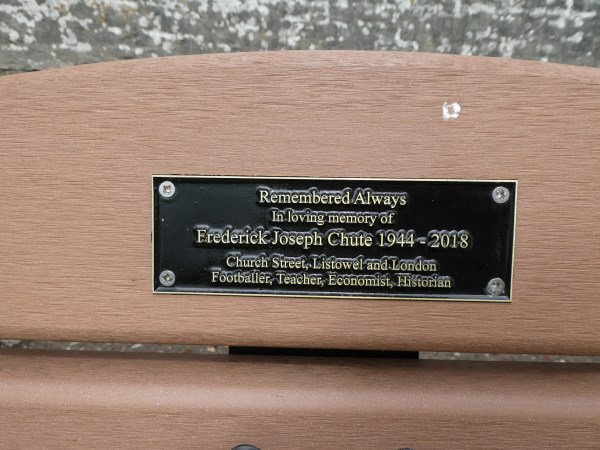 Remembered Always
In loving memory of
Frederick Joseph Chute 1944 - 2018
Church Street, Listowel and London
Footballer, Teacher, Economist, Historian